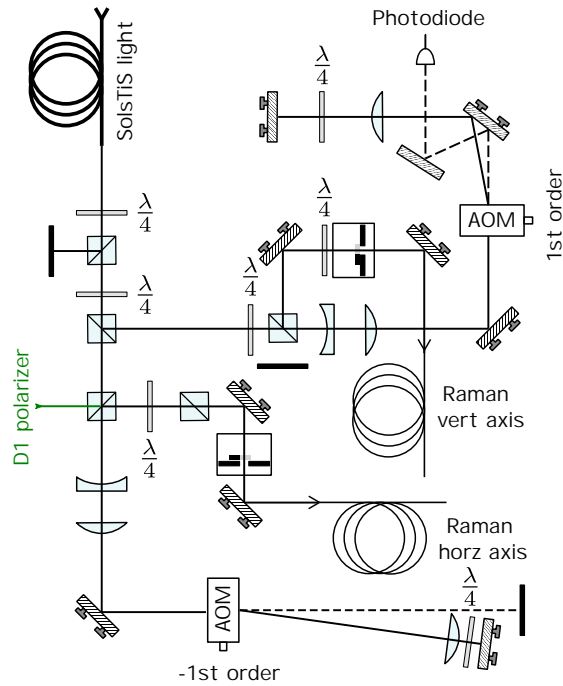 Photodiode
SolsTiS light
λ/4
λ/4
λ/4
AOM
1st order
λ/4
λ/4
λ/4
D1 polarizer
λ/4
Raman
vert axis
Raman
horz axis
λ/4
AOM
-1st order